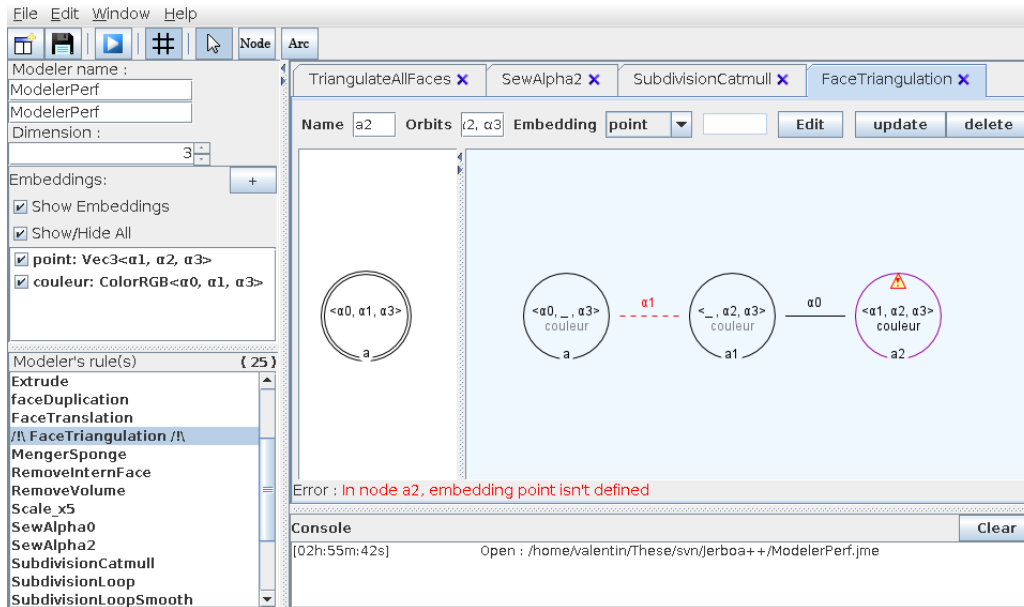 File Edit Window Help
Node Arc
Modeler name :
ModelerPerf
ModelerPerf
Dimension :
3
Embeddings: +
Show Embeddings
Show/Hide All
point: Vec3<α1, α2, α3>
couleur: ColorRGB<α0, α1, α3>
Modeler's rule(s) (25)
Extrude
faceDuplication
FaceTranslation
/!\ FaceTriangulation /!\
MengerSponge
RemoveInternFace
RemoveVolume
Scale_x5
SewAlpha0
SewAlpha2
SubdivisionCatmull
SubdivisionLoop
SubdivisionLoopSmooth
TriangulateAllFaces SewAlpha2 SubdivisionCatmull FaceTriangulation
Name a2 Orbits 2, α3 Embedding point Edit update delete
<α0, α1, α3>
a
<α0, _, α3>
couleur
a
α1
<_, α2, α3>
couleur
a1
α0
<α1, α2, α3>
couleur
a2
Error : In node a2, embedding point isn't defined
Console Clear
[02h:55m:42s] Open : /home/valentin/These/svn/Jerboa++/ModelerPerf.jme